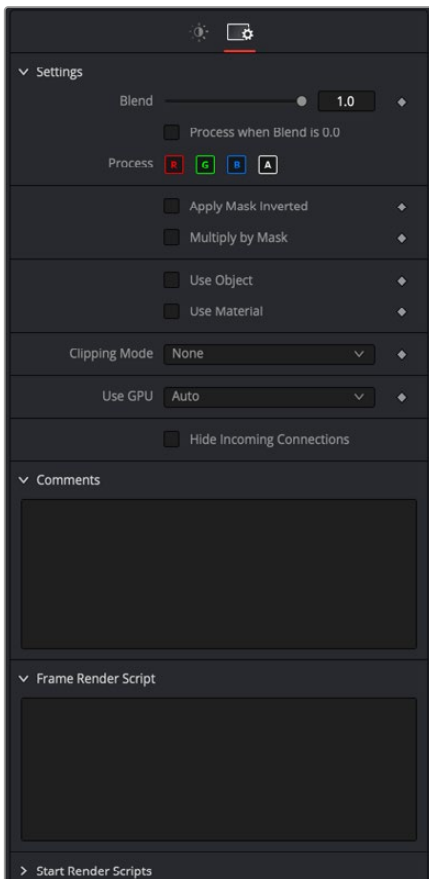 Settings
Blend 1.0
Process when Blend is 0.0
Process R G B A
Apply Mask Inverted
Multiply by Mask
Use Object
Use Material
Clipping Mode None
Use GPU Auto
Hide Incoming Connections
Comments
Frame Render Script
Start Render Scripts